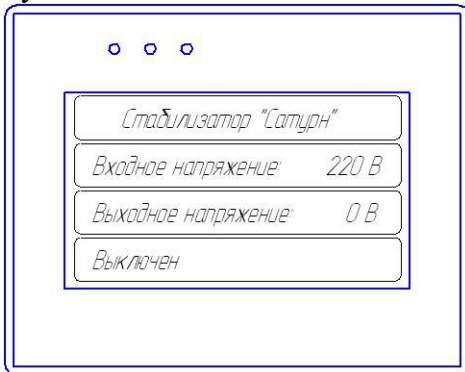 Стабилизатор "Сатурн"
Входное напряжение: 220 В
Выходное напряжение: 0 В
Выключен